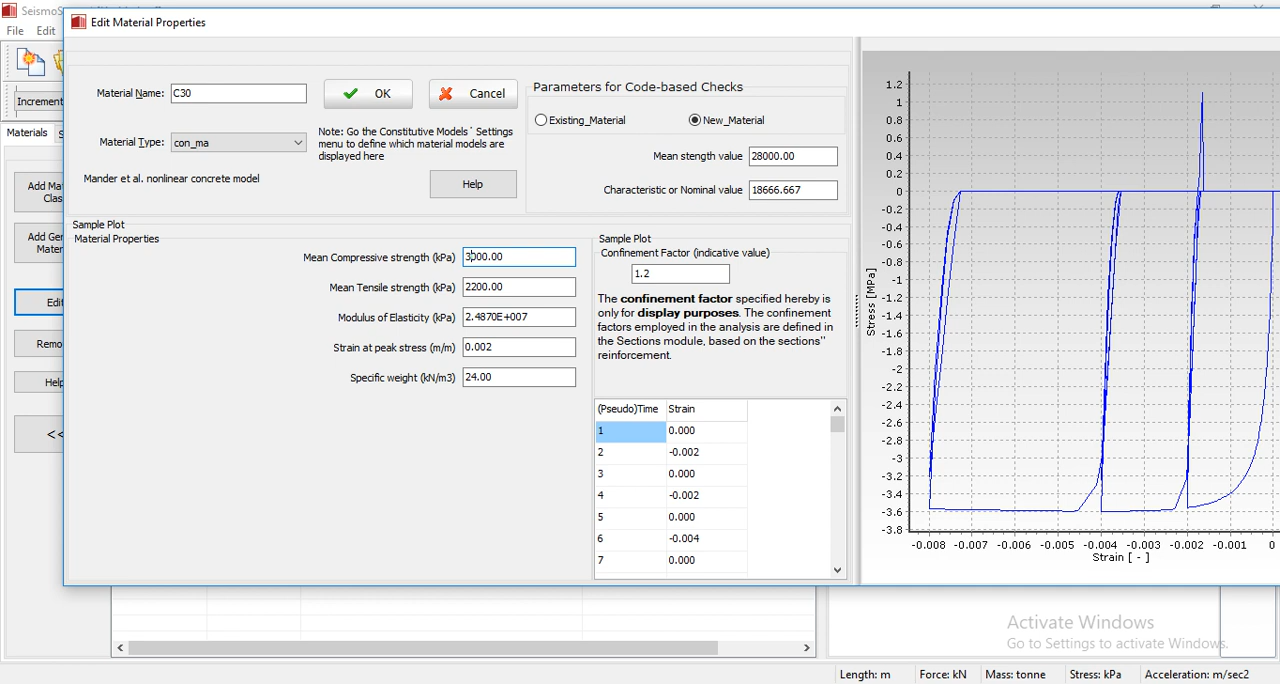 SeismoS
Edit Material Properties
File Edit
Material Name: C30
OK
Cancel
Parameters for Code-based Checks
Increment
Existing_Material
New_Material
Materials
S
Material Type: con_ma
Note: Go the Constitutive Models´ Settings
menu to define which material models are
displayed here
Mean stength value 28000.00
Mander et al. nonlinear concrete model
Help
Characteristic or Nominal value 18666.667
Add Ma
Clas
Add Ger
Mater
Edit
Remo
Help
<<
Sample Plot
Material Properties
Mean Compressive strength (kPa) 3000.00
Mean Tensile strength (kPa) 2200.00
Modulus of Elasticity (kPa) 2.4870E+007
Strain at peak stress (m/m) 0.002
Specific weight (kN/m3) 24.00
Sample Plot
Confinement Factor (indicative value)
1.2
The confinement factor specified hereby is
only for display purposes. The confinement
factors employed in the analysis are defined in
the Sections module, based on the sections''
reinforcement.
(Pseudo)Time Strain
1 0.000
2 -0.002
3 0.000
4 -0.002
5 0.000
6 -0.004
7 0.000
1.2
1
0.8
0.6
0.4
0.2
0
-0.2
-0.4
-0.6
-0.8
-1
-1.2
-1.4
-1.6
-1.8
-2
-2.2
-2.4
-2.6
-2.8
-3
-3.2
-3.4
-3.6
-3.8
Stress [MPa]
-0.008 -0.007 -0.006 -0.005 -0.004 -0.003 -0.002 -0.001 0
Strain [ - ]
Activate Windows
Go to Settings to activate Windows.
Length: m Force: kN Mass: tonne Stress: kPa Acceleration: m/sec2